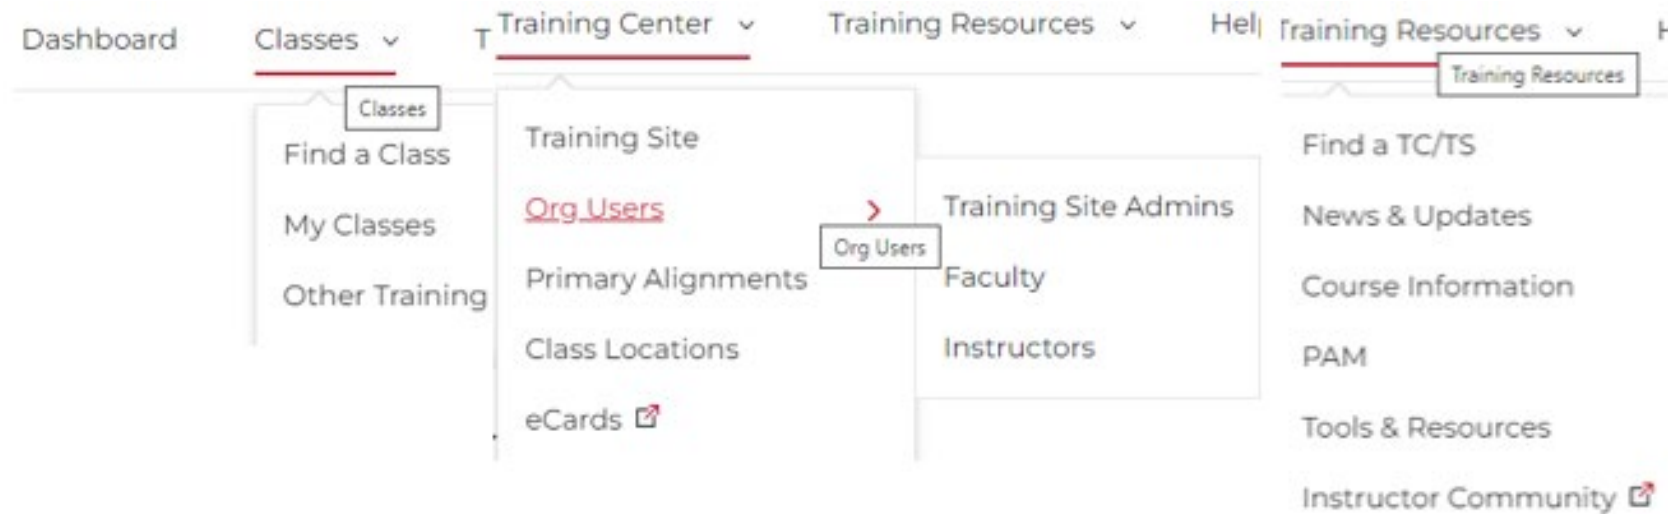 Dashboard
Classes
Classes
Find a Class
My Classes
Other Training
T
Training Center
Training Resources
Hel
Training Site
Org Users
Org Users
Primary Alignments
Class Locations
eCards
Training Site Admins
Faculty
Instructors
Training Resources
H
Training Resources
Find a TC/TS
News & Updates
Course Information
PAM
Tools & Resources
Instructor Community